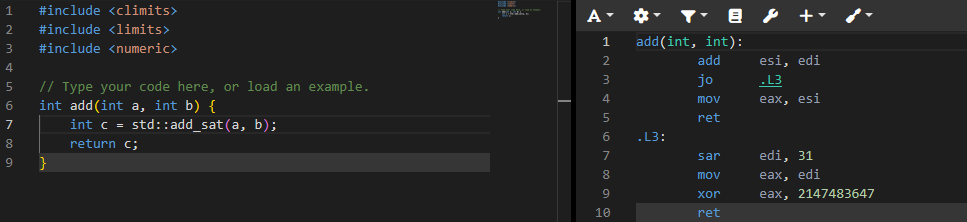 1 #include <climits>
2 #include <limits>
3 #include <numeric>
4
5 // Type your code here, or load an example.
6 int add(int a, int b) {
7     int c = std::add_sat(a, b);
8     return c;
9 }
A
1 add(int, int):
2         add     esi, edi
3         jo      .L3
4         mov     eax, esi
5         ret
6 .L3:
7         sar     edi, 31
8         mov     eax, edi
9         xor     eax, 2147483647
10         ret